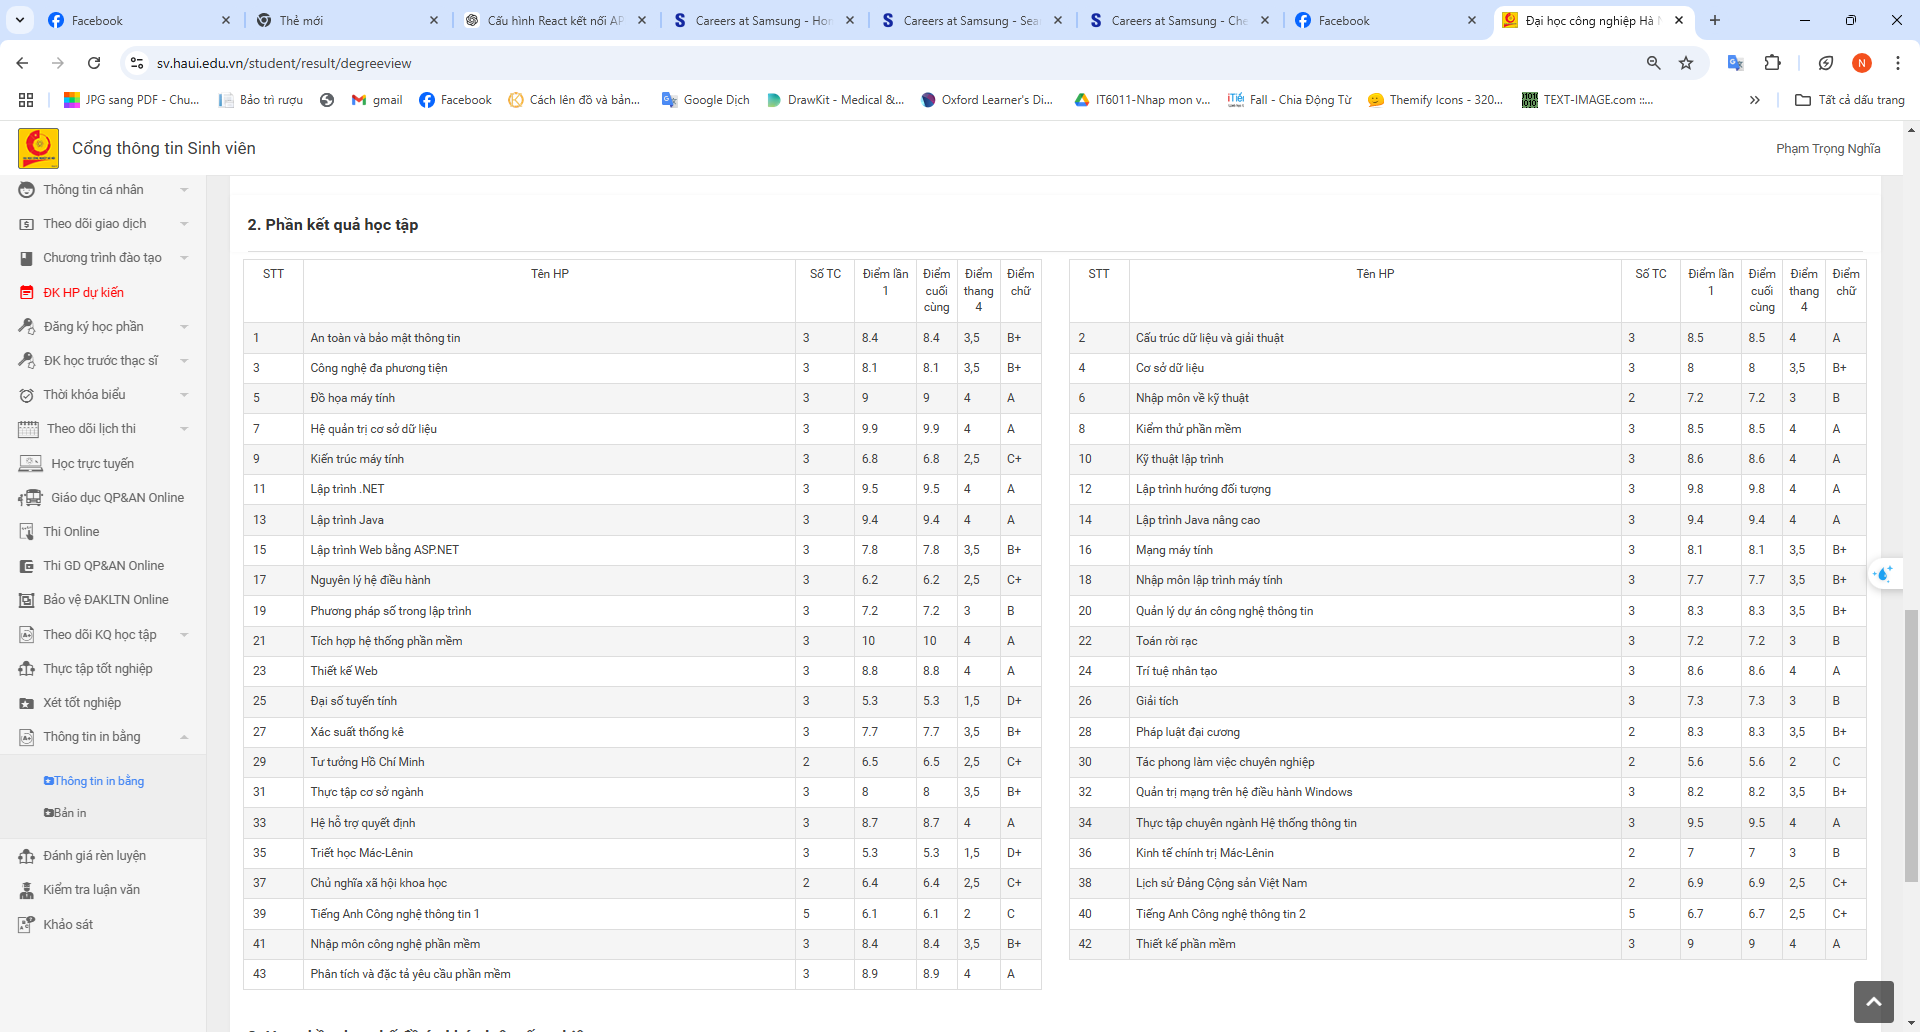 Facebook
Thẻ mới
Cấu hình React kết nối AP
Careers at Samsung - Hon
Careers at Samsung - Sea
Careers at Samsung - Che
Facebook
Đại học công nghiệp Hà N
sv.haui.edu.vn/student/result/degreeview
N
JPG sang PDF - Chu...
Bảo trì rượu
gmail
Facebook
Cách lên đồ và bản...
Google Dịch
DrawKit - Medical &...
Oxford Learner's Di...
IT6011-Nhap mon v...
Fall - Chia Động Từ
Themify Icons - 320...
TEXT-IMAGE.com ::...
Tất cả dấu trang
Cổng thông tin Sinh viên
Phạm Trọng Nghĩa
Thông tin cá nhân
Theo dõi giao dịch
Chương trình đào tạo
ĐK HP dự kiến
Đăng ký học phần
ĐK học trước thạc sĩ
Thời khóa biểu
Theo dõi lịch thi
Học trực tuyến
Giáo dục QP&AN Online
Thi Online
Thi GD QP&AN Online
Bảo vệ ĐAKLTN Online
Theo dõi KQ học tập
Thực tập tốt nghiệp
Xét tốt nghiệp
Thông tin in bằng
Thông tin in bằng
Bản in
Đánh giá rèn luyện
Kiểm tra luận văn
Khảo sát
2. Phần kết quả học tập
STT Tên HP Số TC Điểm lần 1 Điểm cuối cùng Điểm thang 4 Điểm chữ
1 An toàn và bảo mật thông tin 3 8.4 8.4 3,5 B+
3 Công nghệ đa phương tiện 3 8.1 8.1 3,5 B+
5 Đồ họa máy tính 3 9 9 4 A
7 Hệ quản trị cơ sở dữ liệu 3 9.9 9.9 4 A
9 Kiến trúc máy tính 3 6.8 6.8 2,5 C+
11 Lập trình .NET 3 9.5 9.5 4 A
13 Lập trình Java 3 9.4 9.4 4 A
15 Lập trình Web bằng ASP.NET 3 7.8 7.8 3,5 B+
17 Nguyên lý hệ điều hành 3 6.2 6.2 2,5 C+
19 Phương pháp số trong lập trình 3 7.2 7.2 3 B
21 Tích hợp hệ thống phần mềm 3 10 10 4 A
23 Thiết kế Web 3 8.8 8.8 4 A
25 Đại số tuyến tính 3 5.3 5.3 1,5 D+
27 Xác suất thống kê 3 7.7 7.7 3,5 B+
29 Tư tưởng Hồ Chí Minh 2 6.5 6.5 2,5 C+
31 Thực tập cơ sở ngành 3 8 8 3,5 B+
33 Hệ hỗ trợ quyết định 3 8.7 8.7 4 A
35 Triết học Mác-Lênin 3 5.3 5.3 1,5 D+
37 Chủ nghĩa xã hội khoa học 2 6.4 6.4 2,5 C+
39 Tiếng Anh Công nghệ thông tin 1 5 6.1 6.1 2 C
41 Nhập môn công nghệ phần mềm 3 8.4 8.4 3,5 B+
43 Phân tích và đặc tả yêu cầu phần mềm 3 8.9 8.9 4 A
STT Tên HP Số TC Điểm lần 1 Điểm cuối cùng Điểm thang 4 Điểm chữ
2 Cấu trúc dữ liệu và giải thuật 3 8.5 8.5 4 A
4 Cơ sở dữ liệu 3 8 8 3,5 B+
6 Nhập môn về kỹ thuật 2 7.2 7.2 3 B
8 Kiểm thử phần mềm 3 8.5 8.5 4 A
10 Kỹ thuật lập trình 3 8.6 8.6 4 A
12 Lập trình hướng đối tượng 3 9.8 9.8 4 A
14 Lập trình Java nâng cao 3 9.4 9.4 4 A
16 Mạng máy tính 3 8.1 8.1 3,5 B+
18 Nhập môn lập trình máy tính 3 7.7 7.7 3,5 B+
20 Quản lý dự án công nghệ thông tin 3 8.3 8.3 3,5 B+
22 Toán rời rạc 3 7.2 7.2 3 B
24 Trí tuệ nhân tạo 3 8.6 8.6 4 A
26 Giải tích 3 7.3 7.3 3 B
28 Pháp luật đại cương 2 8.3 8.3 3,5 B+
30 Tác phong làm việc chuyên nghiệp 2 5.6 5.6 2 C
32 Quản trị mạng trên hệ điều hành Windows 3 8.2 8.2 3,5 B+
34 Thực tập chuyên ngành Hệ thống thông tin 3 9.5 9.5 4 A
36 Kinh tế chính trị Mác-Lênin 2 7 7 3 B
38 Lịch sử Đảng Cộng sản Việt Nam 2 6.9 6.9 2,5 C+
40 Tiếng Anh Công nghệ thông tin 2 5 6.7 6.7 2,5 C+
42 Thiết kế phần mềm 3 9 9 4 A